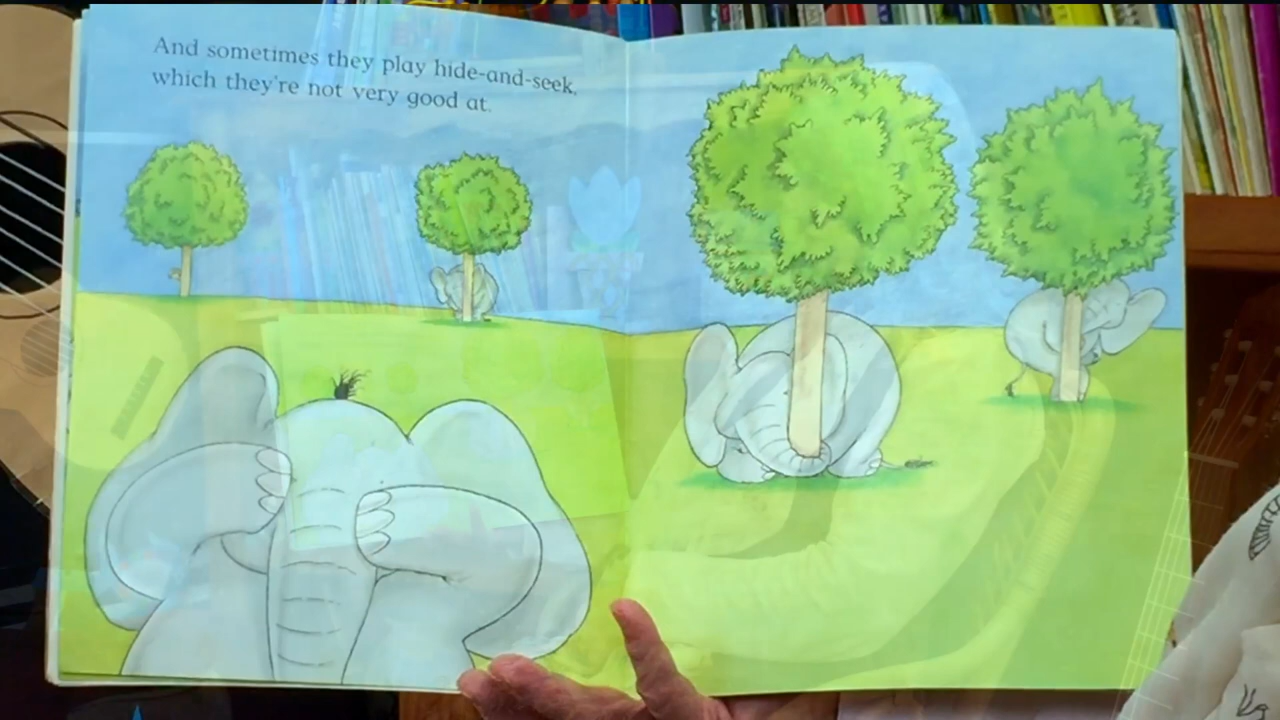 And sometimes they play hide-and-seek,
which they're not very good at.